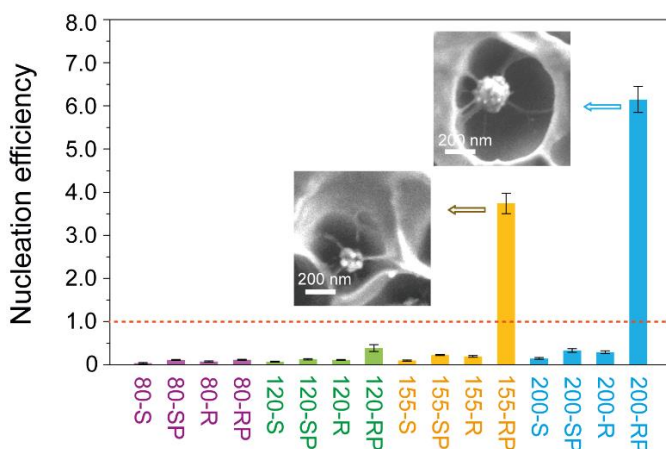 Nucleation efficiency
8.0
7.0
6.0
5.0
4.0
3.0
2.0
1.0
0
200 nm
200 nm
80-S
80-SP
80-R
80-RP
120-S
120-SP
120-R
120-RP
155-S
155-SP
155-R
155-RP
200-S
200-SP
200-R
200-RP